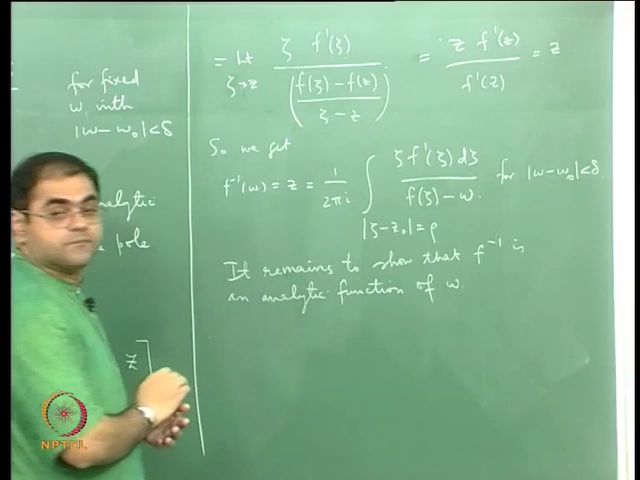 for fixed
w, with
|w-w₀|<δ
analytic
pole
z
= lt ζ→z ζ f'(ζ) / ((f(ζ)-f(z))/(ζ-z)) = z f'(z) / f'(z) = z
So we get
f⁻¹(w) = z = 1/2πi ∫_{|ζ-z₀|=ρ} ζ f'(ζ) dζ / (f(ζ)-w) for |w-w₀|<δ
It remains to show that f⁻¹ is
an analytic function of w.
NPTEL